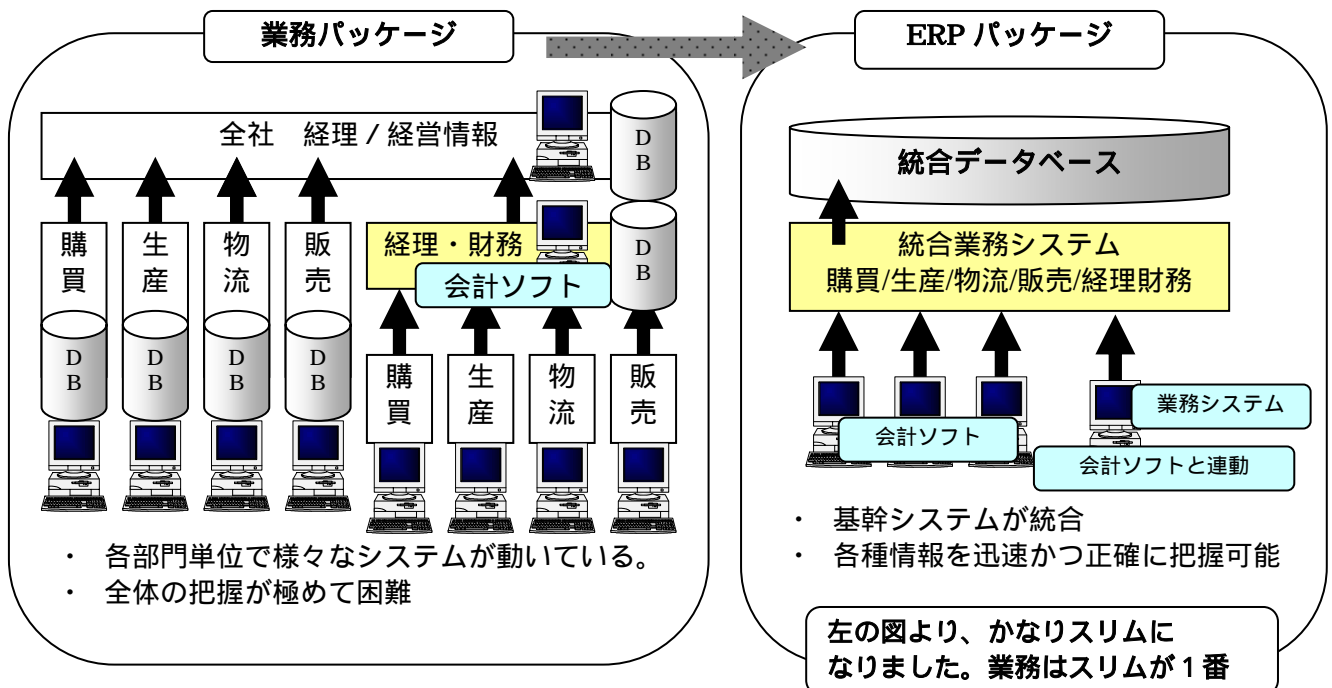 業務パッケージ
全社 経理 / 経営情報
D
B
購
買
生
産
物
流
販
売
D
B
D
B
D
B
D
B
経理・財務
会計ソフト
D
B
購
買
生
産
物
流
販
売
・ 各部門単位で様々なシステムが動いている。
・ 全体の把握が極めて困難
ERP パッケージ
統合データベース
統合業務システム
購買/生産/物流/販売/経理財務
会計ソフト
業務システム
会計ソフトと連動
・ 基幹システムが統合
・ 各種情報を迅速かつ正確に把握可能
左の図より、かなりスリムに
なりました。業務はスリムが１番